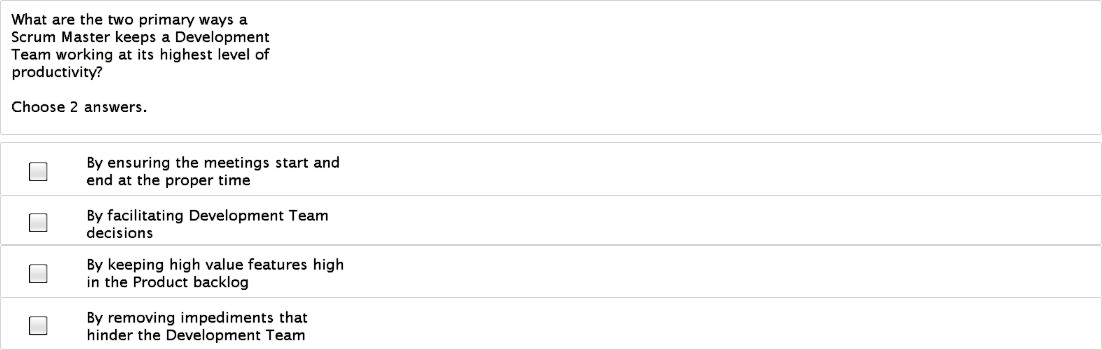 What are the two primary ways a
Scrum Master keeps a Development
Team working at its highest level of
productivity?
Choose 2 answers.
By ensuring the meetings start and
end at the proper time
By facilitating Development Team
decisions
By keeping high value features high
in the Product backlog
By removing impediments that
hinder the Development Team